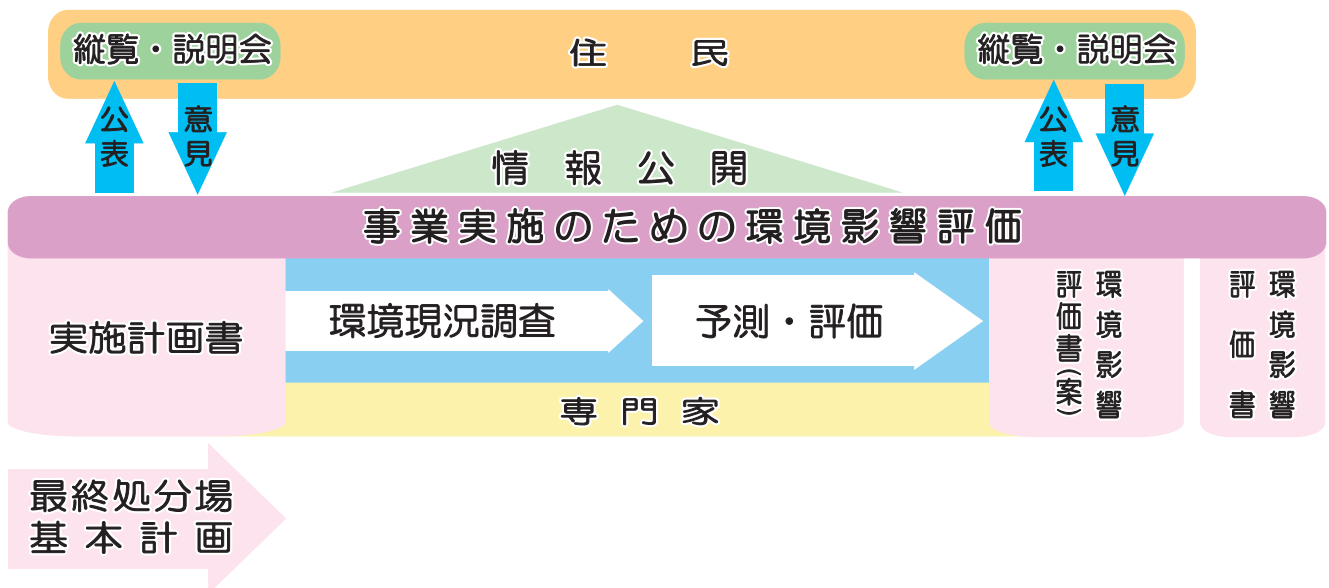 縦覧・説明会
住民
縦覧・説明会
公表
意見
公表
意見
情報公開
事業実施のための環境影響評価
実施計画書
環境現況調査
予測・評価
環境影響
評価書(案)
環境影響
評価書
専門家
最終処分場
基本計画